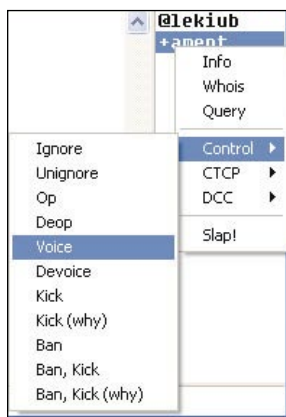 @lekiub
+ament
Info
Whois
Query
Control
CTCP
DCC
Slap!
Ignore
Unignore
Op
Deop
Voice
Devoice
Kick
Kick (why)
Ban
Ban, Kick
Ban, Kick (why)